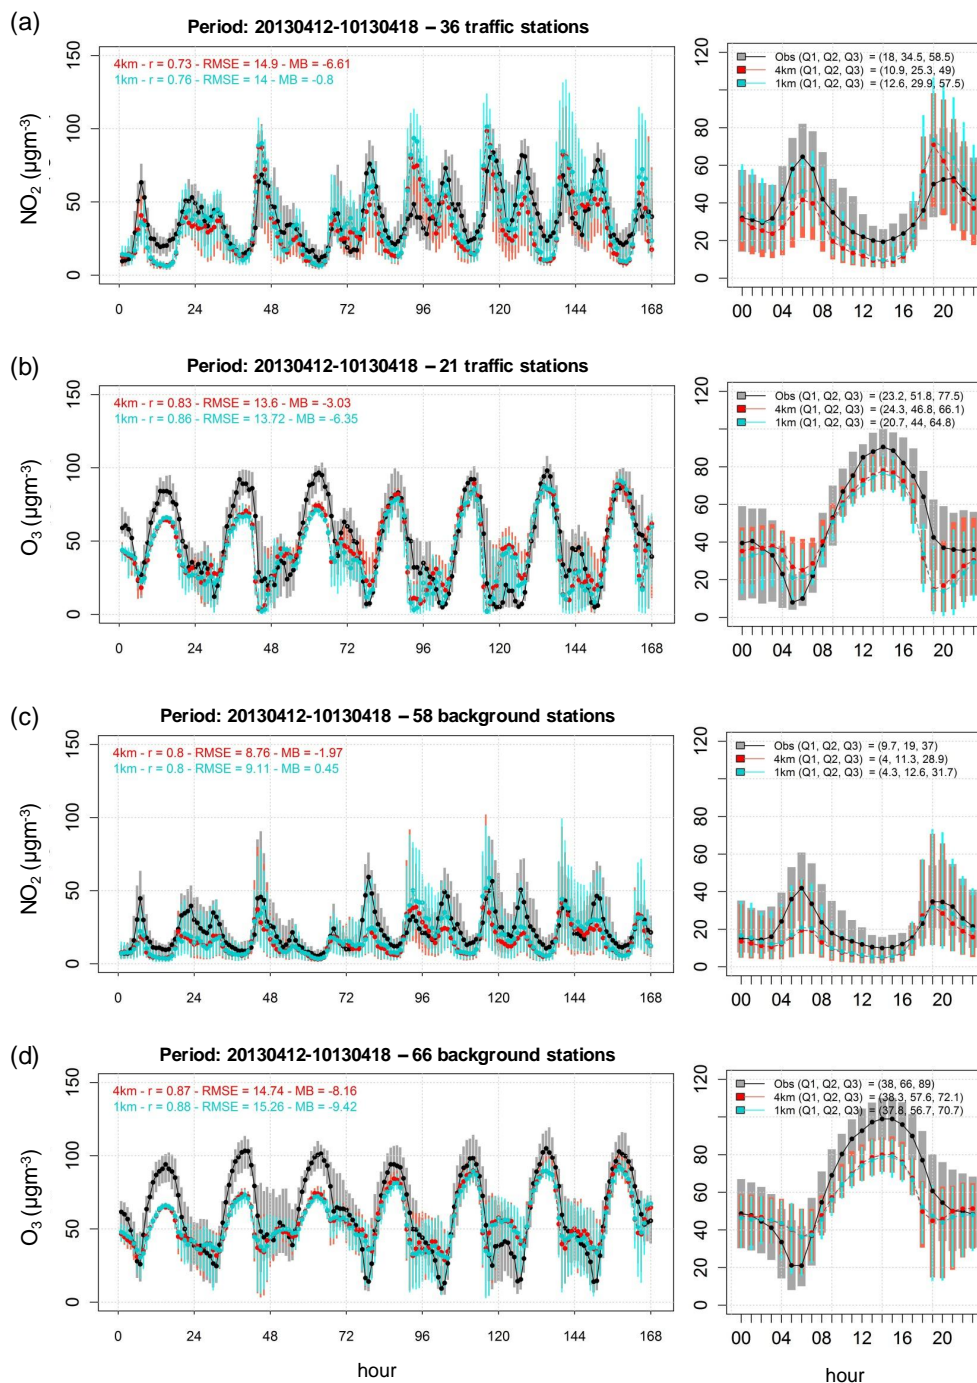 (a)
Period: 20130412-10130418 – 36 traffic stations
4km - r = 0.73 - RMSE = 14.9 - MB = -6.61
1km - r = 0.76 - RMSE = 14 - MB = -0.8
NO2 (µgm-3)
0 50 100 150
0 24 48 72 96 120 144 168
Obs (Q1, Q2, Q3) = (18, 34.5, 58.5)
4km (Q1, Q2, Q3) = (10.9, 25.3, 49)
1km (Q1, Q2, Q3) = (12.6, 29.9, 57.5)
0 20 40 60 80 120
00 04 08 12 16 20
(b)
Period: 20130412-10130418 – 21 traffic stations
4km - r = 0.83 - RMSE = 13.6 - MB = -3.03
1km - r = 0.86 - RMSE = 13.72 - MB = -6.35
O3 (µgm-3)
0 50 100 150
0 24 48 72 96 120 144 168
Obs (Q1, Q2, Q3) = (23.2, 51.8, 77.5)
4km (Q1, Q2, Q3) = (24.3, 46.8, 66.1)
1km (Q1, Q2, Q3) = (20.7, 44, 64.8)
0 20 40 60 80 120
00 04 08 12 16 20
(c)
Period: 20130412-10130418 – 58 background stations
4km - r = 0.8 - RMSE = 8.76 - MB = -1.97
1km - r = 0.8 - RMSE = 9.11 - MB = 0.45
NO2 (µgm-3)
0 50 100 150
0 24 48 72 96 120 144 168
Obs (Q1, Q2, Q3) = (9.7, 19, 37)
4km (Q1, Q2, Q3) = (4, 11.3, 28.9)
1km (Q1, Q2, Q3) = (4.3, 12.6, 31.7)
0 20 40 60 80 120
00 04 08 12 16 20
(d)
Period: 20130412-10130418 – 66 background stations
4km - r = 0.87 - RMSE = 14.74 - MB = -8.16
1km - r = 0.88 - RMSE = 15.26 - MB = -9.42
O3 (µgm-3)
0 50 100 150
0 24 48 72 96 120 144 168
hour
Obs (Q1, Q2, Q3) = (38, 66, 89)
4km (Q1, Q2, Q3) = (38.3, 57.6, 72.1)
1km (Q1, Q2, Q3) = (37.8, 56.7, 70.7)
0 20 40 60 80 120
00 04 08 12 16 20
hour